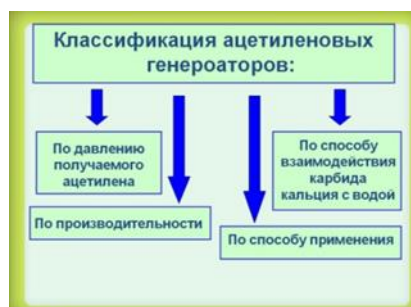 Классификация ацетиленовых
генероаторов:
По давлению
получаемого
ацетилена
По способу
взаимодействия
карбида
кальция с водой
По производительности
По способу применения